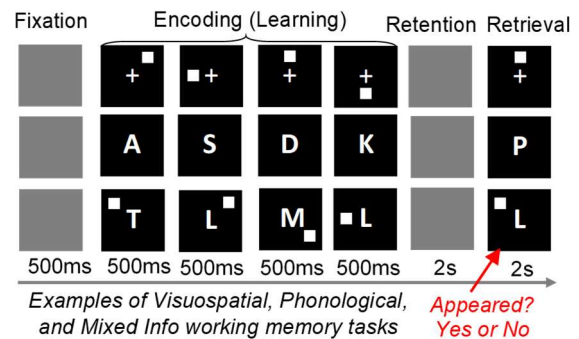 Fixation Encoding (Learning) Retention Retrieval
+ + + + +
A S D K P
T L M L L
500ms 500ms 500ms 500ms 500ms 2s 2s
Examples of Visuospatial, Phonological,
and Mixed Info working memory tasks
Appeared?
Yes or No